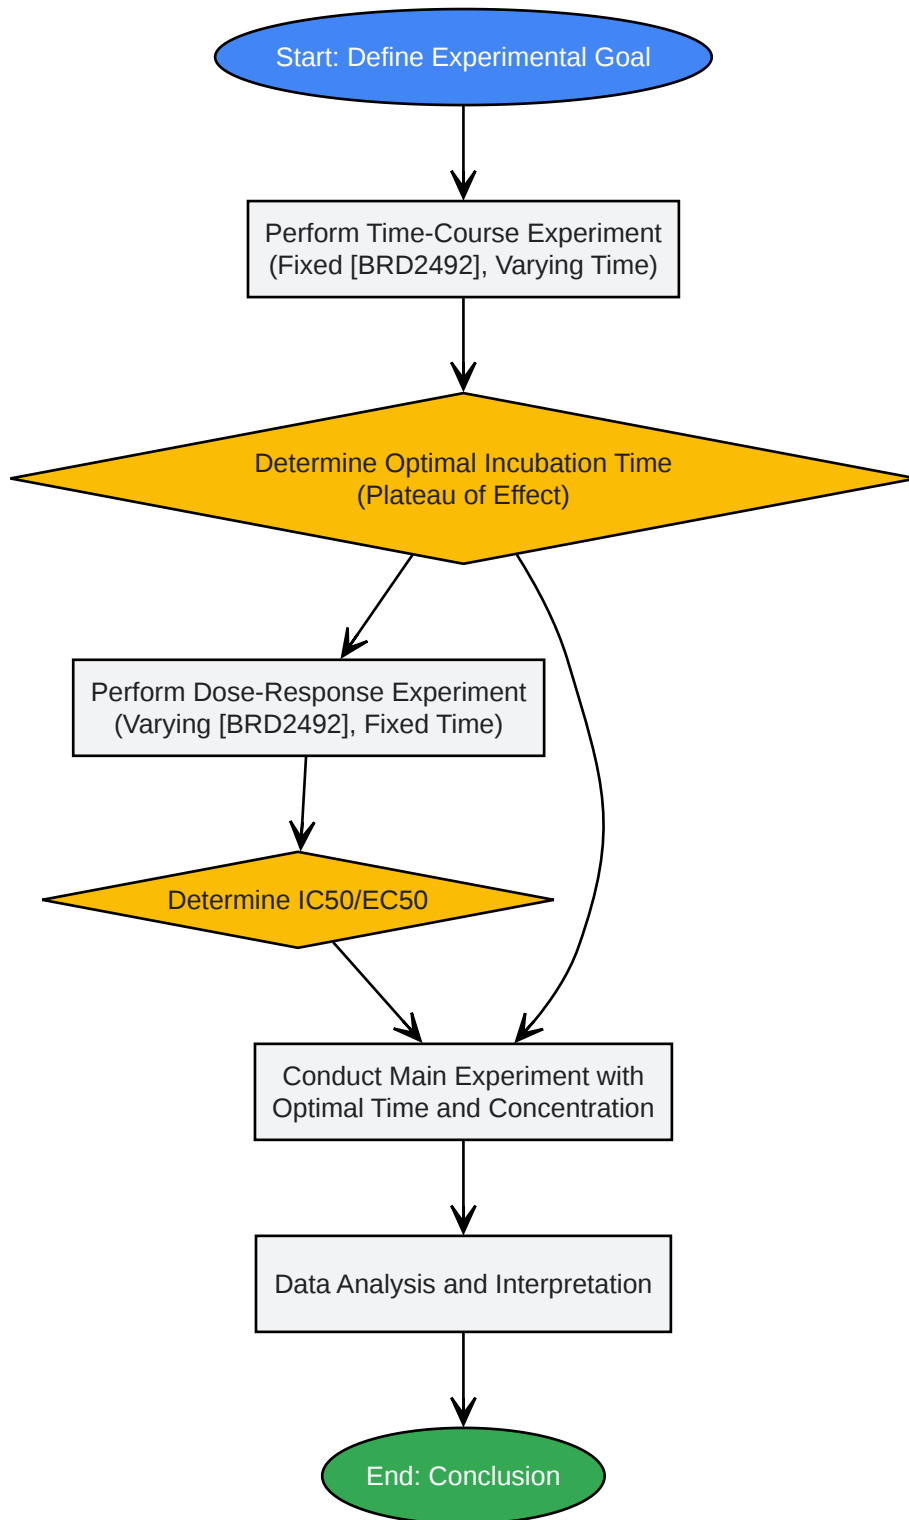 Start: Define Experimental Goal
Perform Time-Course Experiment
(Fixed [BRD2492], Varying Time)
Determine Optimal Incubation Time
(Plateau of Effect)
Perform Dose-Response Experiment
(Varying [BRD2492], Fixed Time)
Determine IC50/EC50
Conduct Main Experiment with
Optimal Time and Concentration
Data Analysis and Interpretation
End: Conclusion